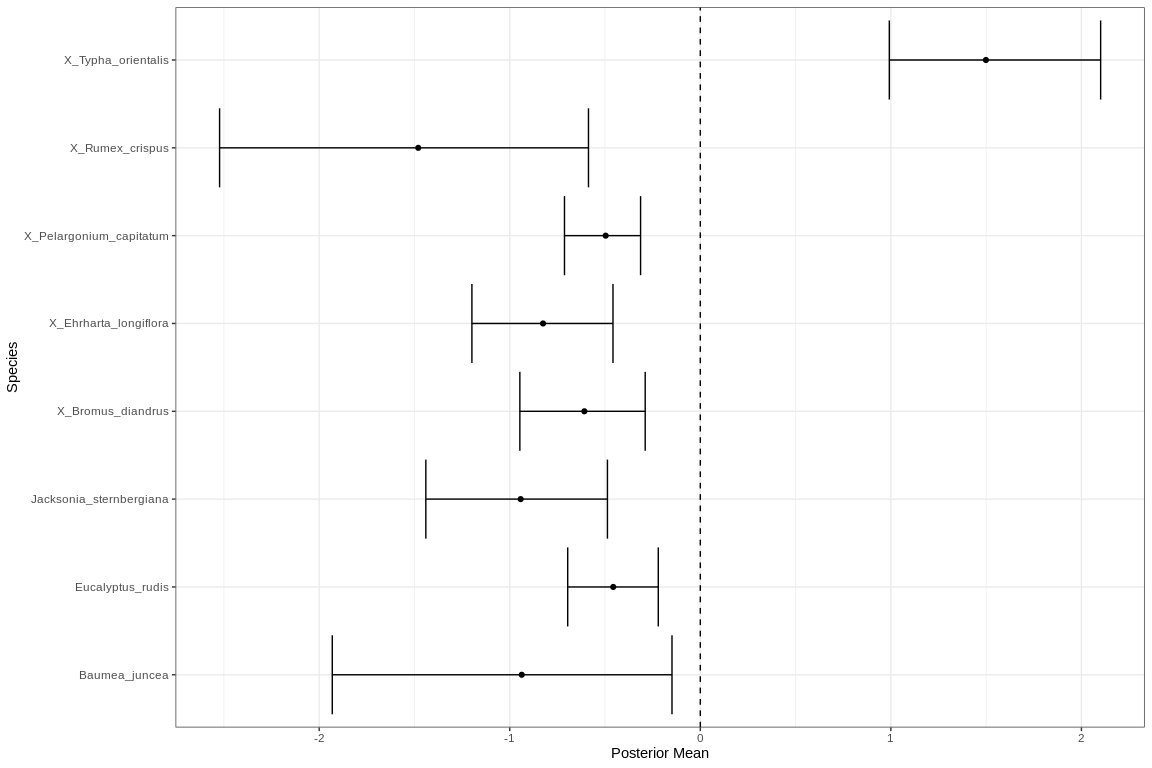 X_Typha_orientalis
X_Rumex_crispus
X_Pelargonium_capitatum
X_Ehrharta_longiflora
X_Bromus_diandrus
Jacksonia_sternbergiana
Eucalyptus_rudis
Baumea_juncea
Species
-2 -1 0 1 2
Posterior Mean